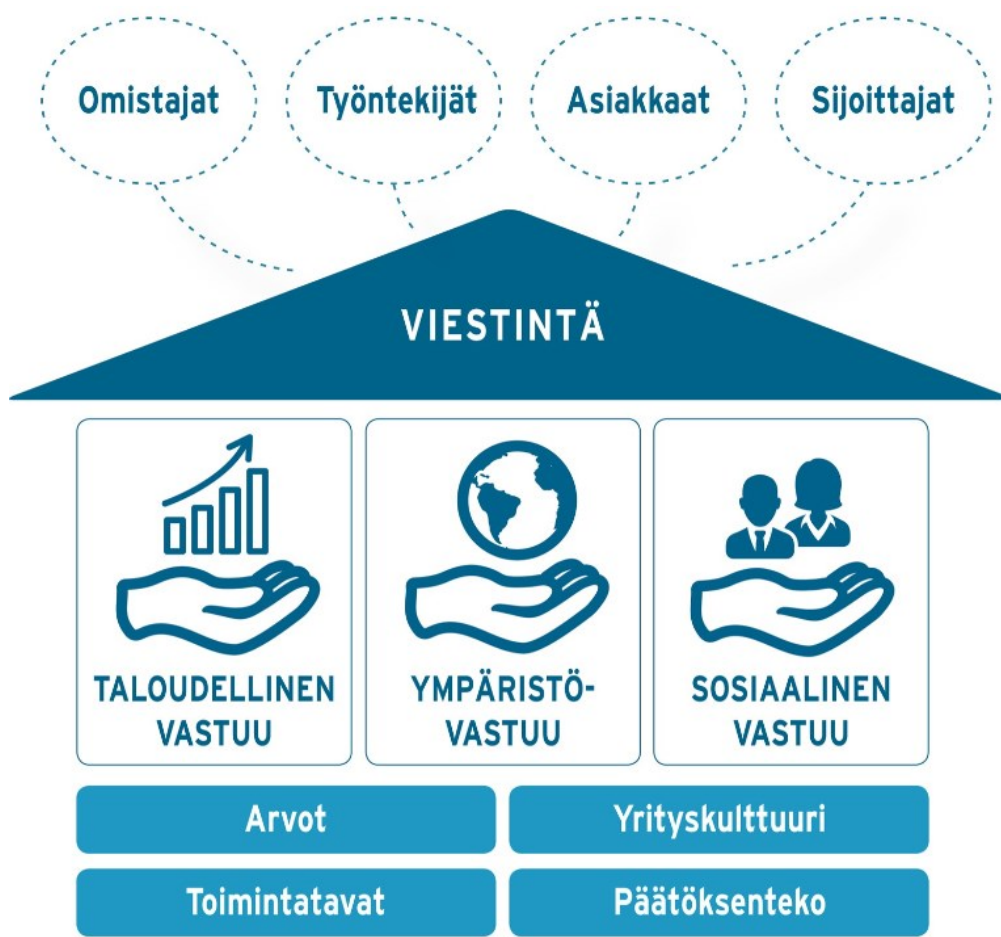 Omistajat
Työntekijät
Asiakkaat
Sijoittajat
VIESTINTÄ
TALOUDELLINEN
VASTUU
YMPÄRISTÖ-
VASTUU
SOSIAALINEN
VASTUU
Arvot
Yrityskulttuuri
Toimintatavat
Päätöksenteko